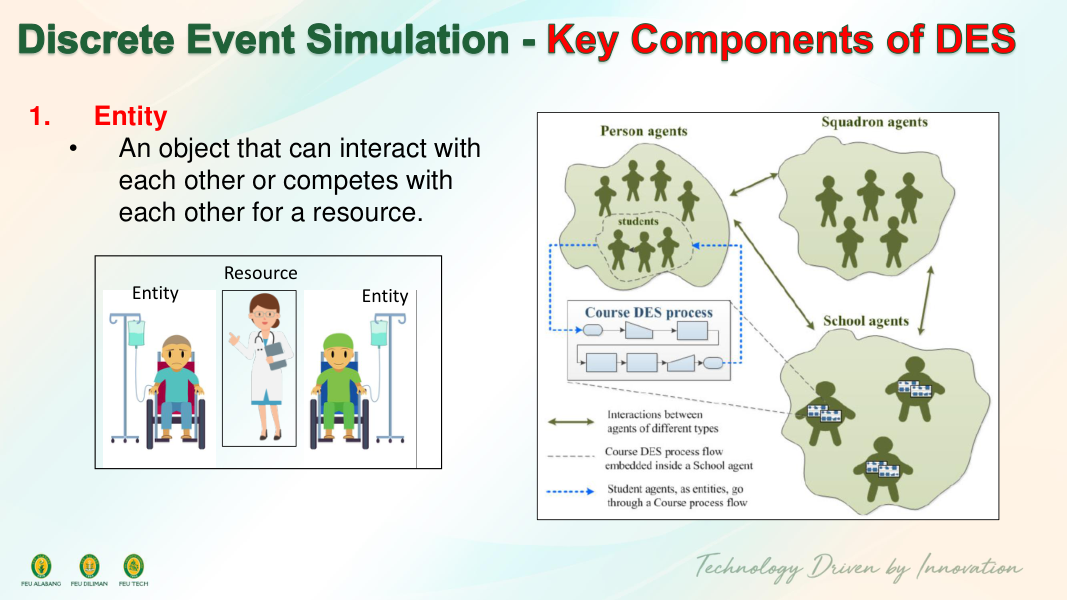 Discrete Event Simulation - Key Components of DES
1. Entity
• An object that can interact with
each other or competes with
each other for a resource.
Resource
Entity
Entity
Person agents
Squadron agents
students
Course DES process
School agents
Interactions between
agents of different types
Course DES process flow
embedded inside a School agent
Student agents, as entities, go
through a Course process flow
FEU ALABANG
FEU DILIMAN
FEU TECH
Technology Driven by Innovation